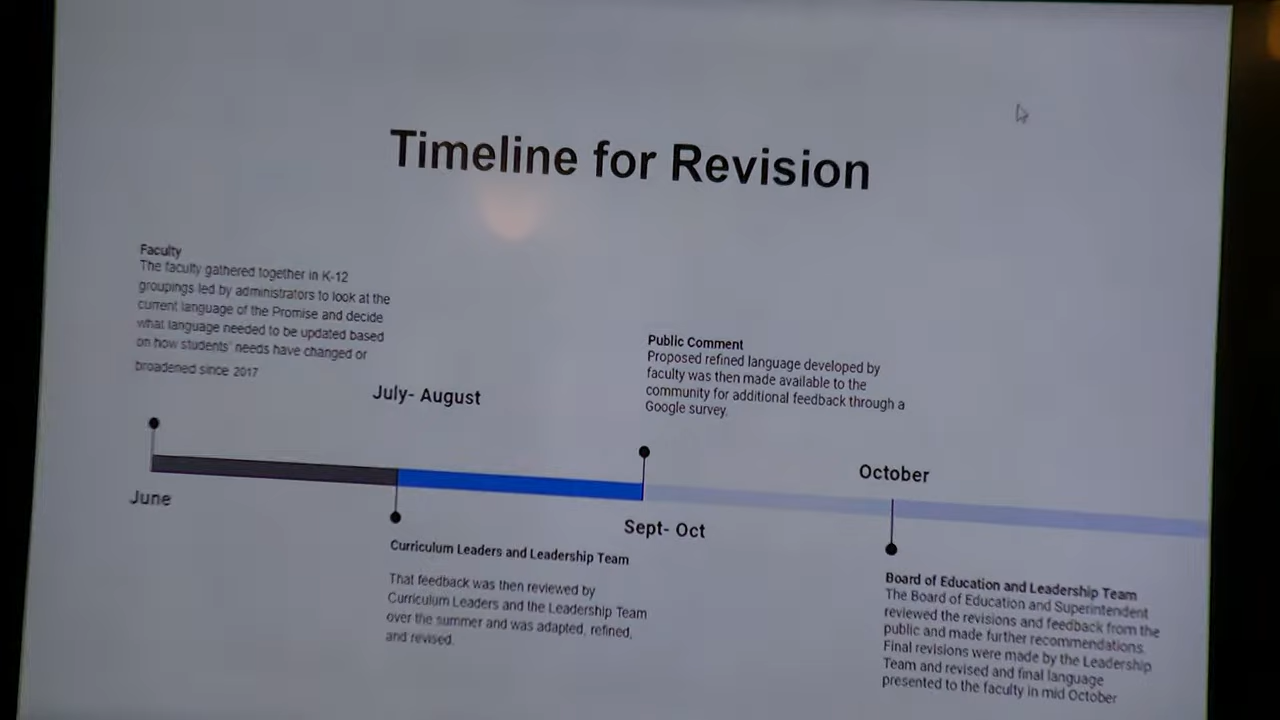 Timeline for Revision
Faculty
The faculty gathered together in K-12
groupings led by administrators to look at the
current language of the Promise and decide
what language needed to be updated based
on how students' needs have changed or
broadened since 2017
July- August
Public Comment
Proposed refined language developed by
faculty was then made available to the
community for additional feedback through a
Google survey.
October
June
Sept- Oct
Curriculum Leaders and Leadership Team
That feedback was then reviewed by
Curriculum Leaders and the Leadership Team
over the summer and was adapted, refined,
and revised.
Board of Education and Leadership Team
The Board of Education and Superintendent
reviewed the revisions and feedback from the
public and made further recommendations.
Final revisions were made by the Leadership
Team and revised and final language
presented to the faculty in mid October